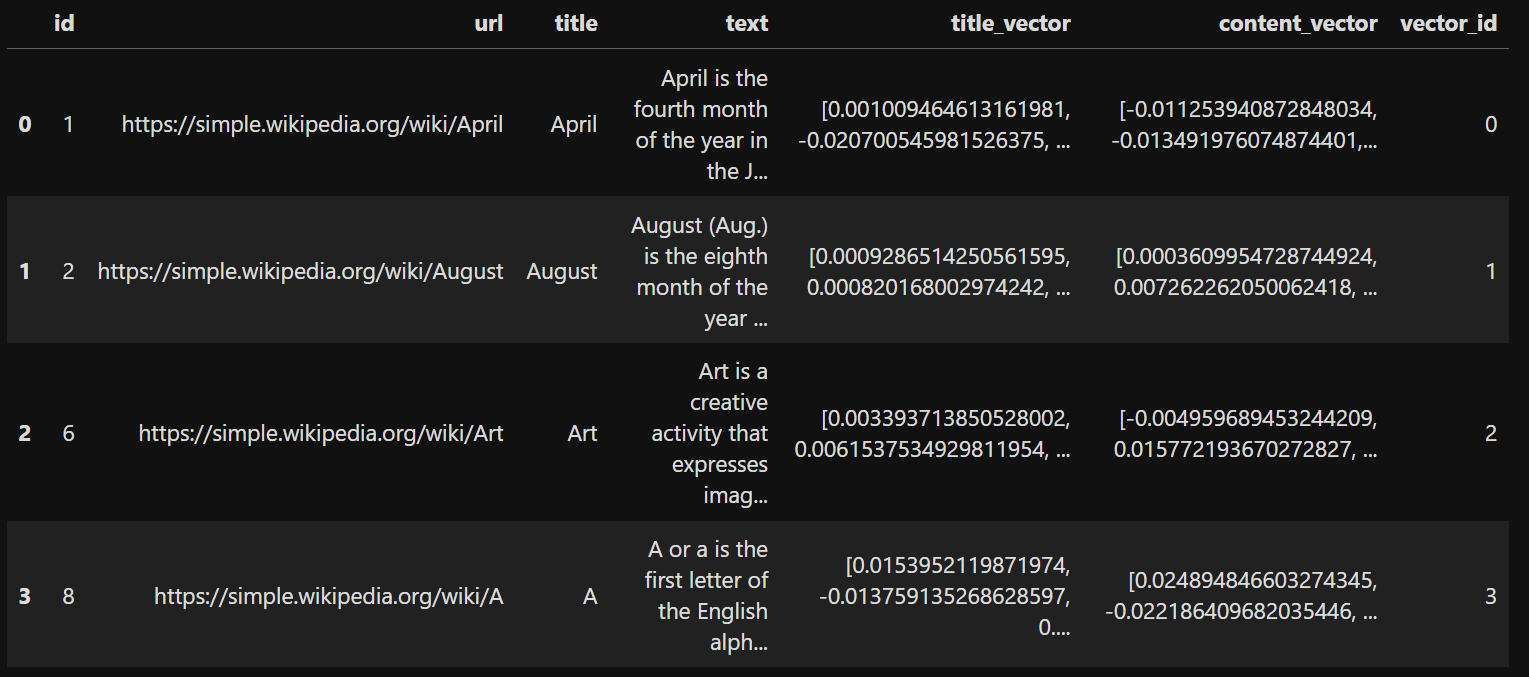 id url title text title_vector content_vector vector_id
0 1 https://simple.wikipedia.org/wiki/April April
April is the
fourth month
of the year in
the J...
[0.001009464613161981,
-0.020700545981526375, ...
[-0.011253940872848034,
-0.013491976074874401,...
0
1 2 https://simple.wikipedia.org/wiki/August August
August (Aug.)
is the eighth
month of the
year ...
[0.0009286514250561595,
0.000820168002974242, ...
[0.0003609954728744924,
0.007262262050062418, ...
1
2 6 https://simple.wikipedia.org/wiki/Art Art
Art is a
creative
activity that
expresses
imag...
[0.003393713850528002,
0.0061537534929811954, ...
[-0.004959689453244209,
0.015772193670272827, ...
2
3 8 https://simple.wikipedia.org/wiki/A A
A or a is the
first letter of
the English
alph...
[0.0153952119871974,
-0.013759135268628597,
0....
[0.024894846603274345,
-0.022186409682035446, ...
3